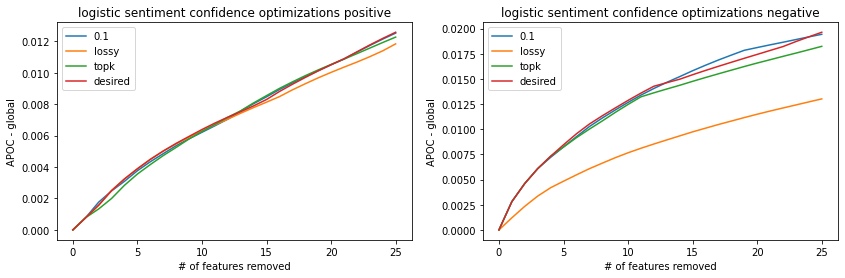 logistic sentiment confidence optimizations positive
0.1
lossy
topk
desired
APOC - global
0.012
0.010
0.008
0.006
0.004
0.002
0.000
0 5 10 15 20 25
# of features removed
logistic sentiment confidence optimizations negative
0.1
lossy
topk
desired
APOC - global
0.0200
0.0175
0.0150
0.0125
0.0100
0.0075
0.0050
0.0025
0.0000
0 5 10 15 20 25
# of features removed